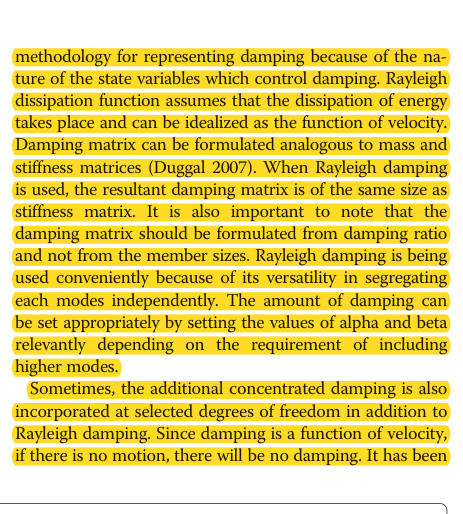 methodology for representing damping because of the na-
ture of the state variables which control damping. Rayleigh
dissipation function assumes that the dissipation of energy
takes place and can be idealized as the function of velocity.
Damping matrix can be formulated analogous to mass and
stiffness matrices (Duggal 2007). When Rayleigh damping
is used, the resultant damping matrix is of the same size as
stiffness matrix. It is also important to note that the
damping matrix should be formulated from damping ratio
and not from the member sizes. Rayleigh damping is being
used conveniently because of its versatility in segregating
each modes independently. The amount of damping can
be set appropriately by setting the values of alpha and beta
relevantly depending on the requirement of including
higher modes.
Sometimes, the additional concentrated damping is also
incorporated at selected degrees of freedom in addition to
Rayleigh damping. Since damping is a function of velocity,
if there is no motion, there will be no damping. It has been